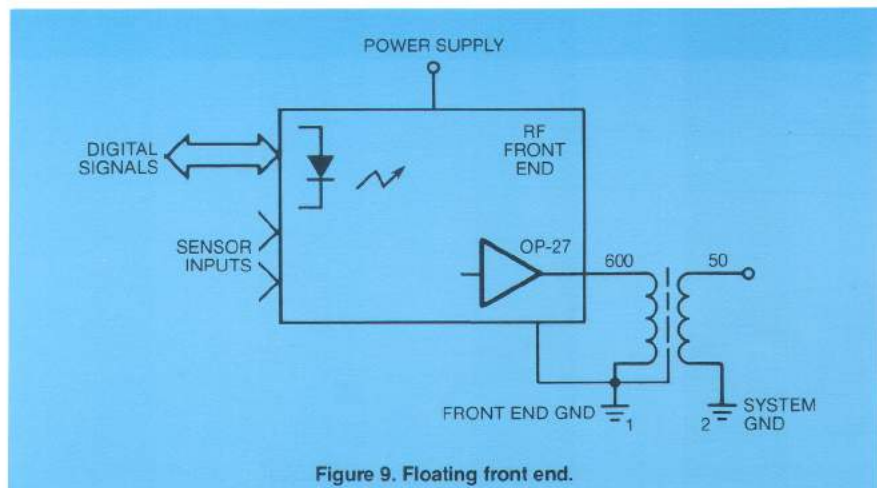 POWER SUPPLY
DIGITAL
SIGNALS
RF
FRONT
END
SENSOR
INPUTS
OP-27
600
50
FRONT END GND
1
2
SYSTEM
GND
Figure 9. Floating front end.